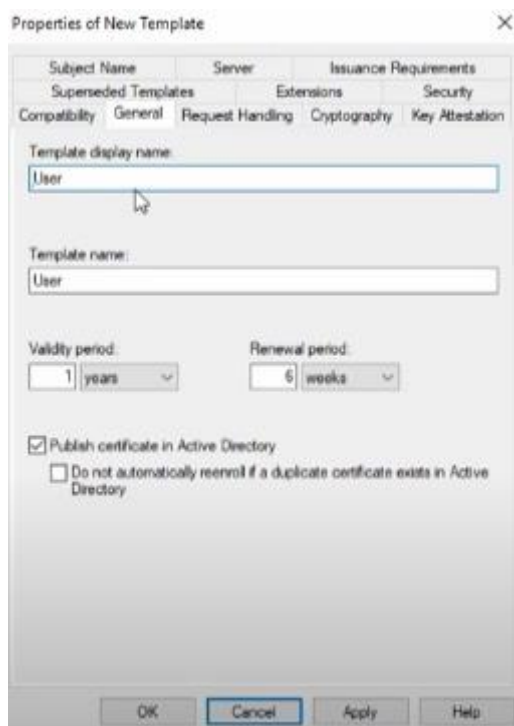 Properties of New Template
Subject Name Server Issuance Requirements
Superseded Templates Extensions Security
Compatibility General Request Handling Cryptography Key Attestation
Template display name:
User
Template name:
User
Validity period: Renewal period:
1 years 6 weeks
Publish certificate in Active Directory
Do not automatically reenroll if a duplicate certificate exists in Active
Directory
OK Cancel Apply Help